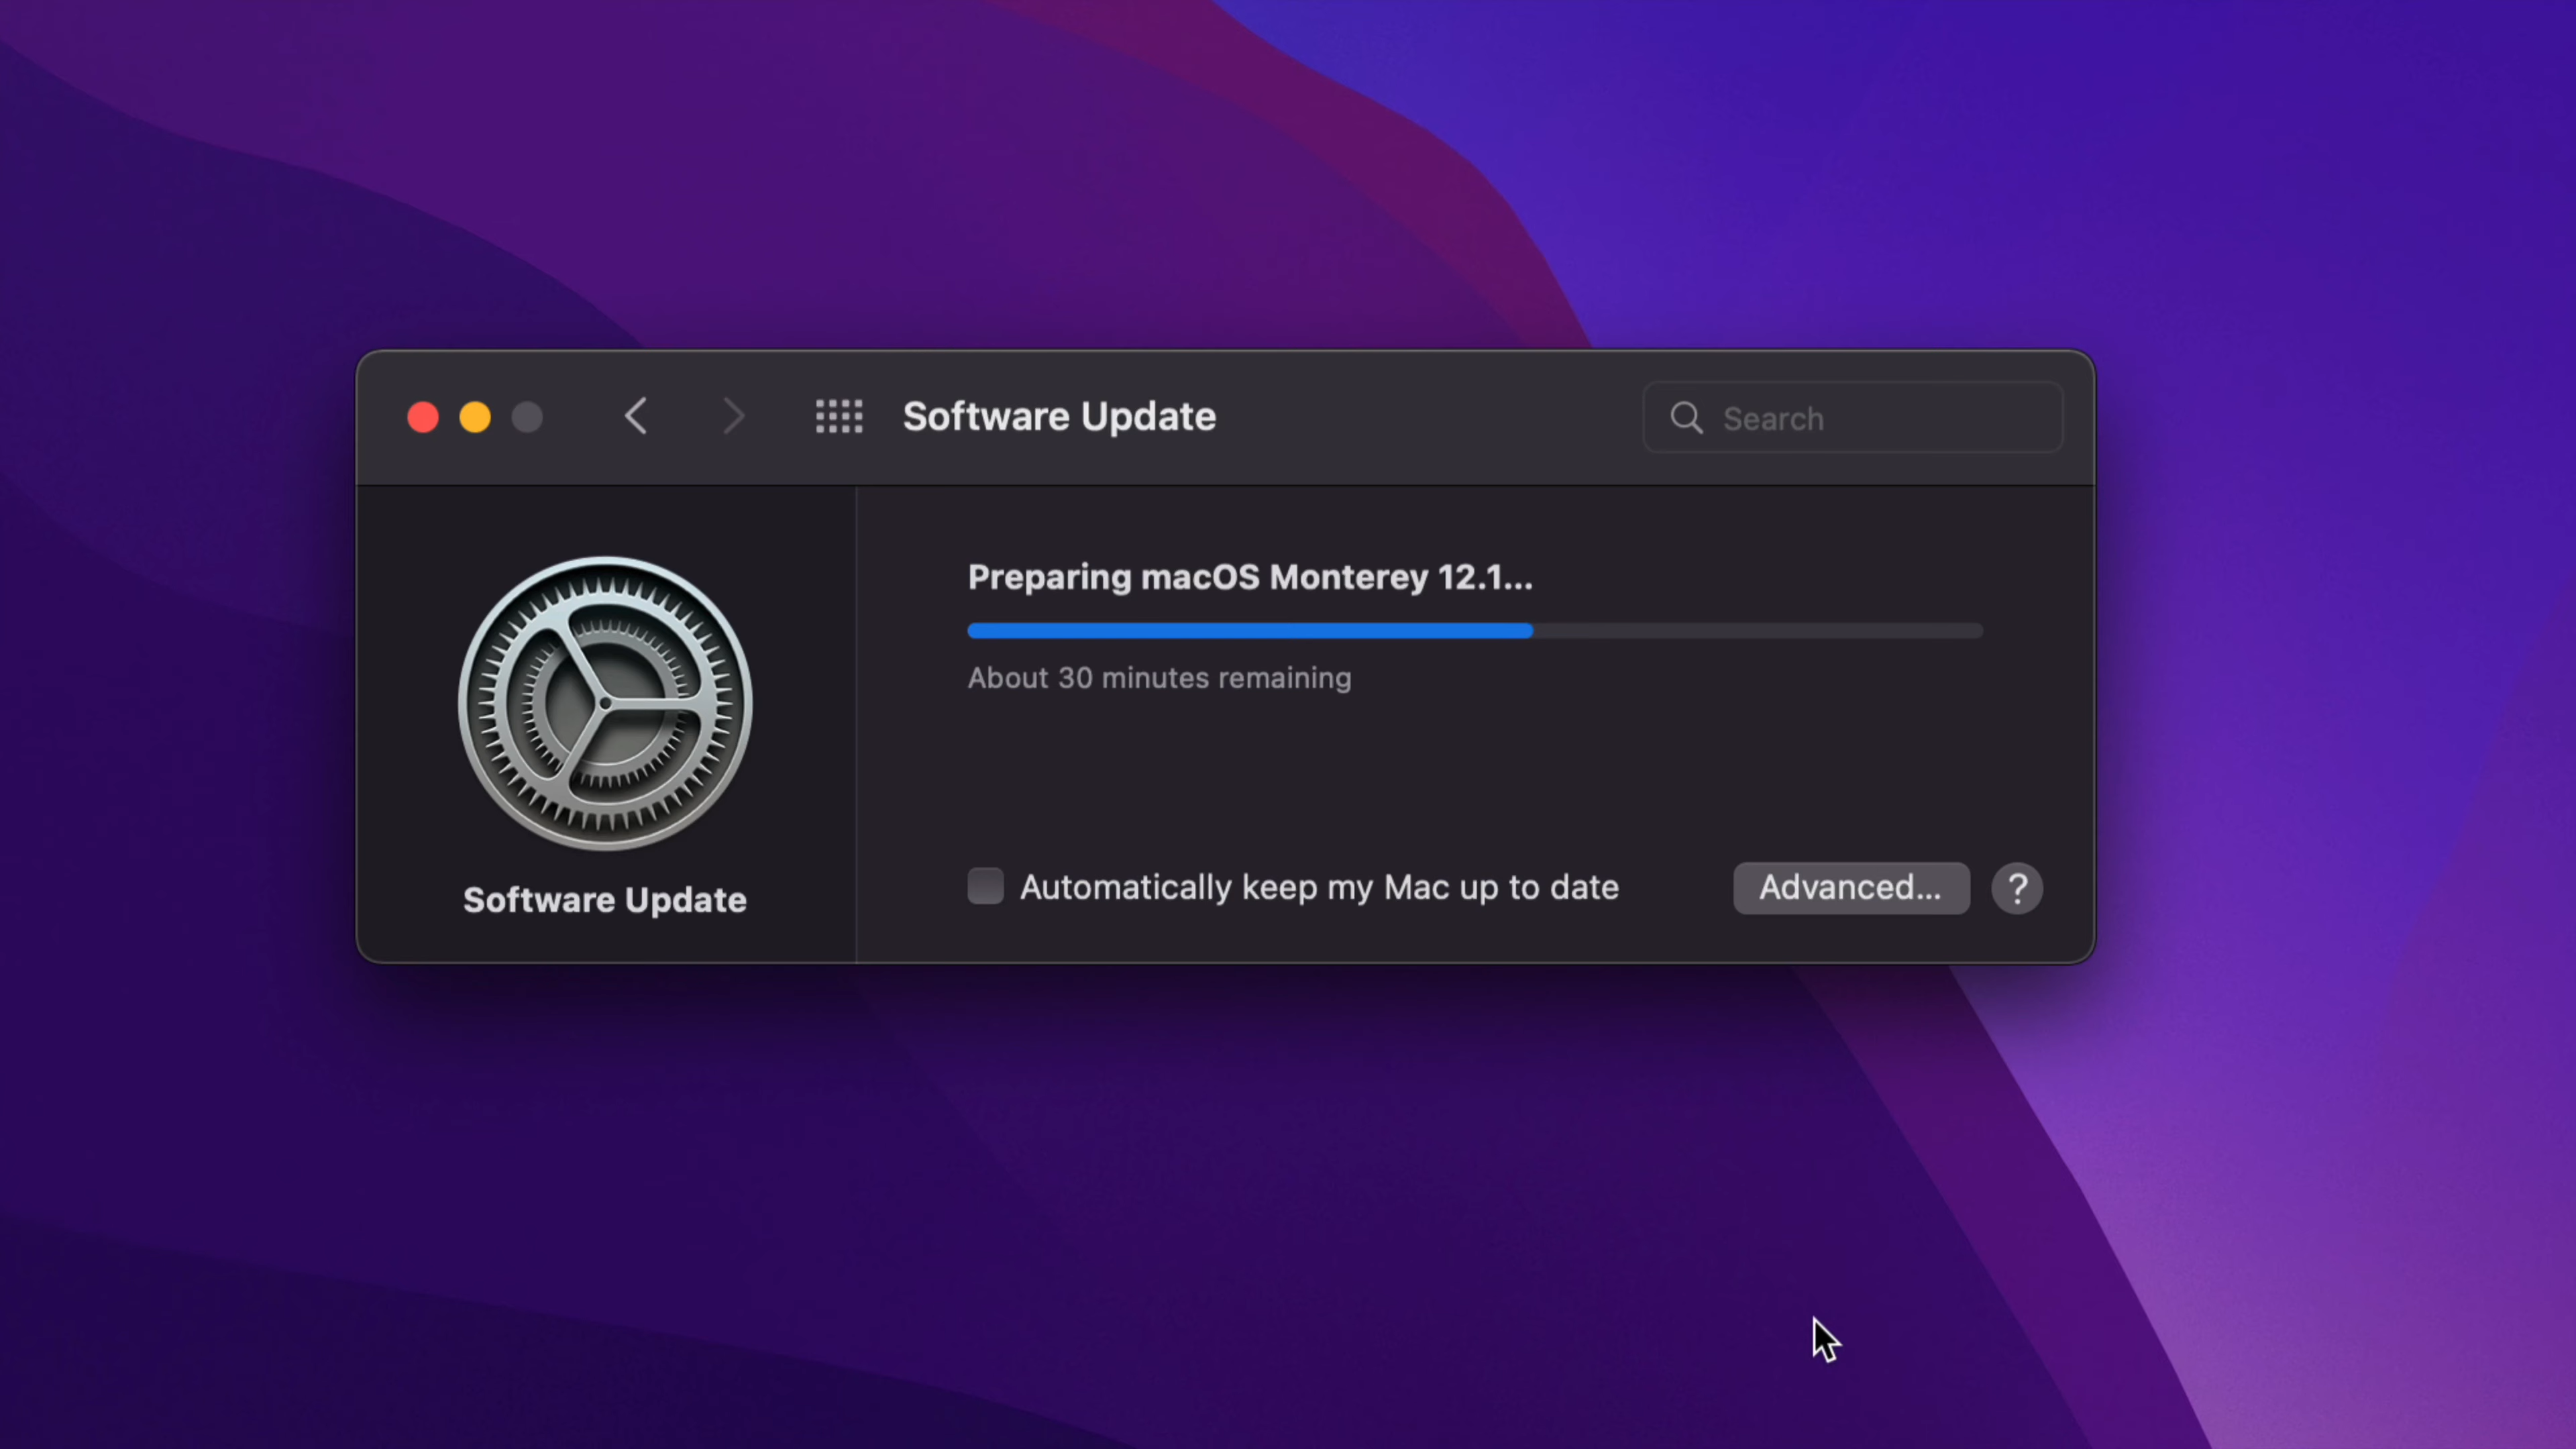 Software Update
Search
Preparing macOS Monterey 12.1...
About 30 minutes remaining
Automatically keep my Mac up to date
Advanced...
?
Software Update